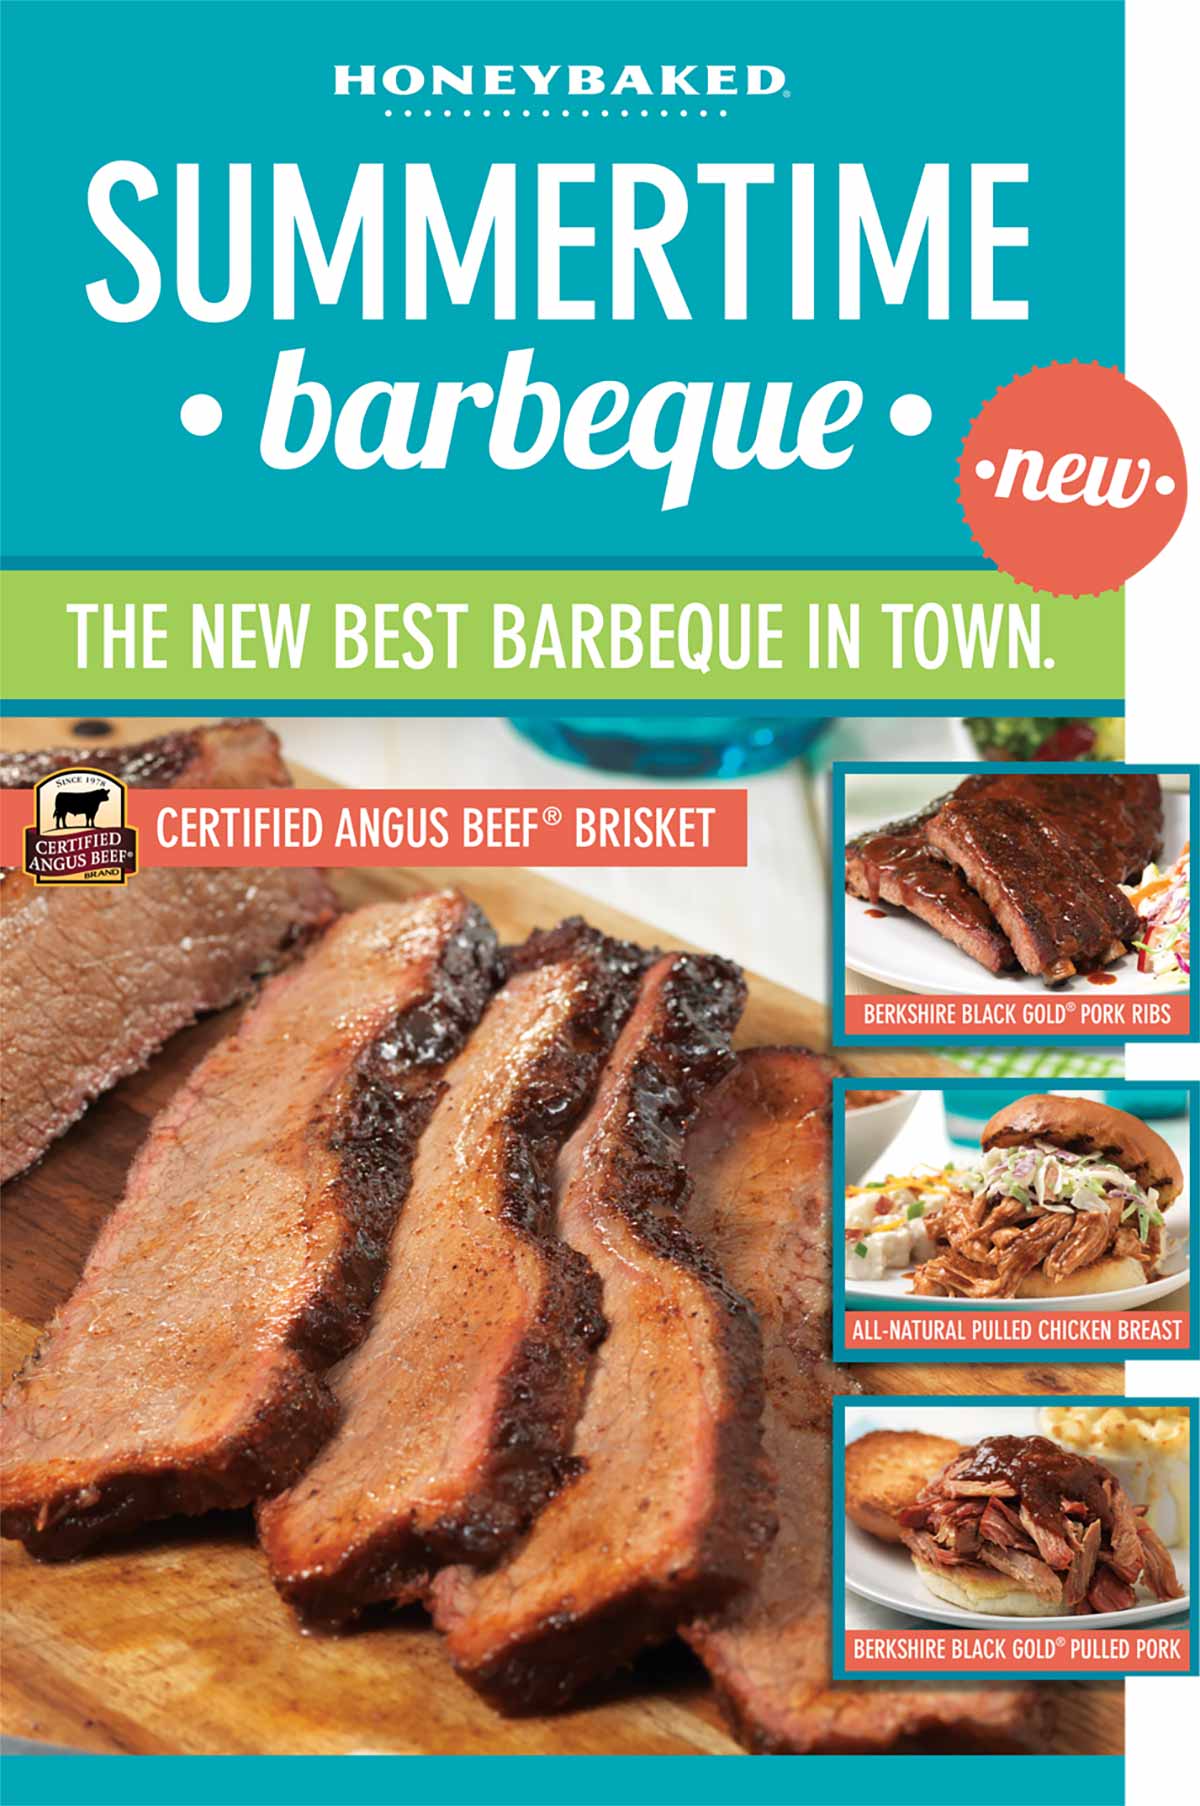 HONEYBAKED®
SUMMERTIME
• barbeque •
•new•
THE NEW BEST BARBEQUE IN TOWN.
SINCE 1978
CERTIFIED
ANGUS BEEF®
BRAND
CERTIFIED ANGUS BEEF® BRISKET
BERKSHIRE BLACK GOLD® PORK RIBS
ALL-NATURAL PULLED CHICKEN BREAST
BERKSHIRE BLACK GOLD® PULLED PORK